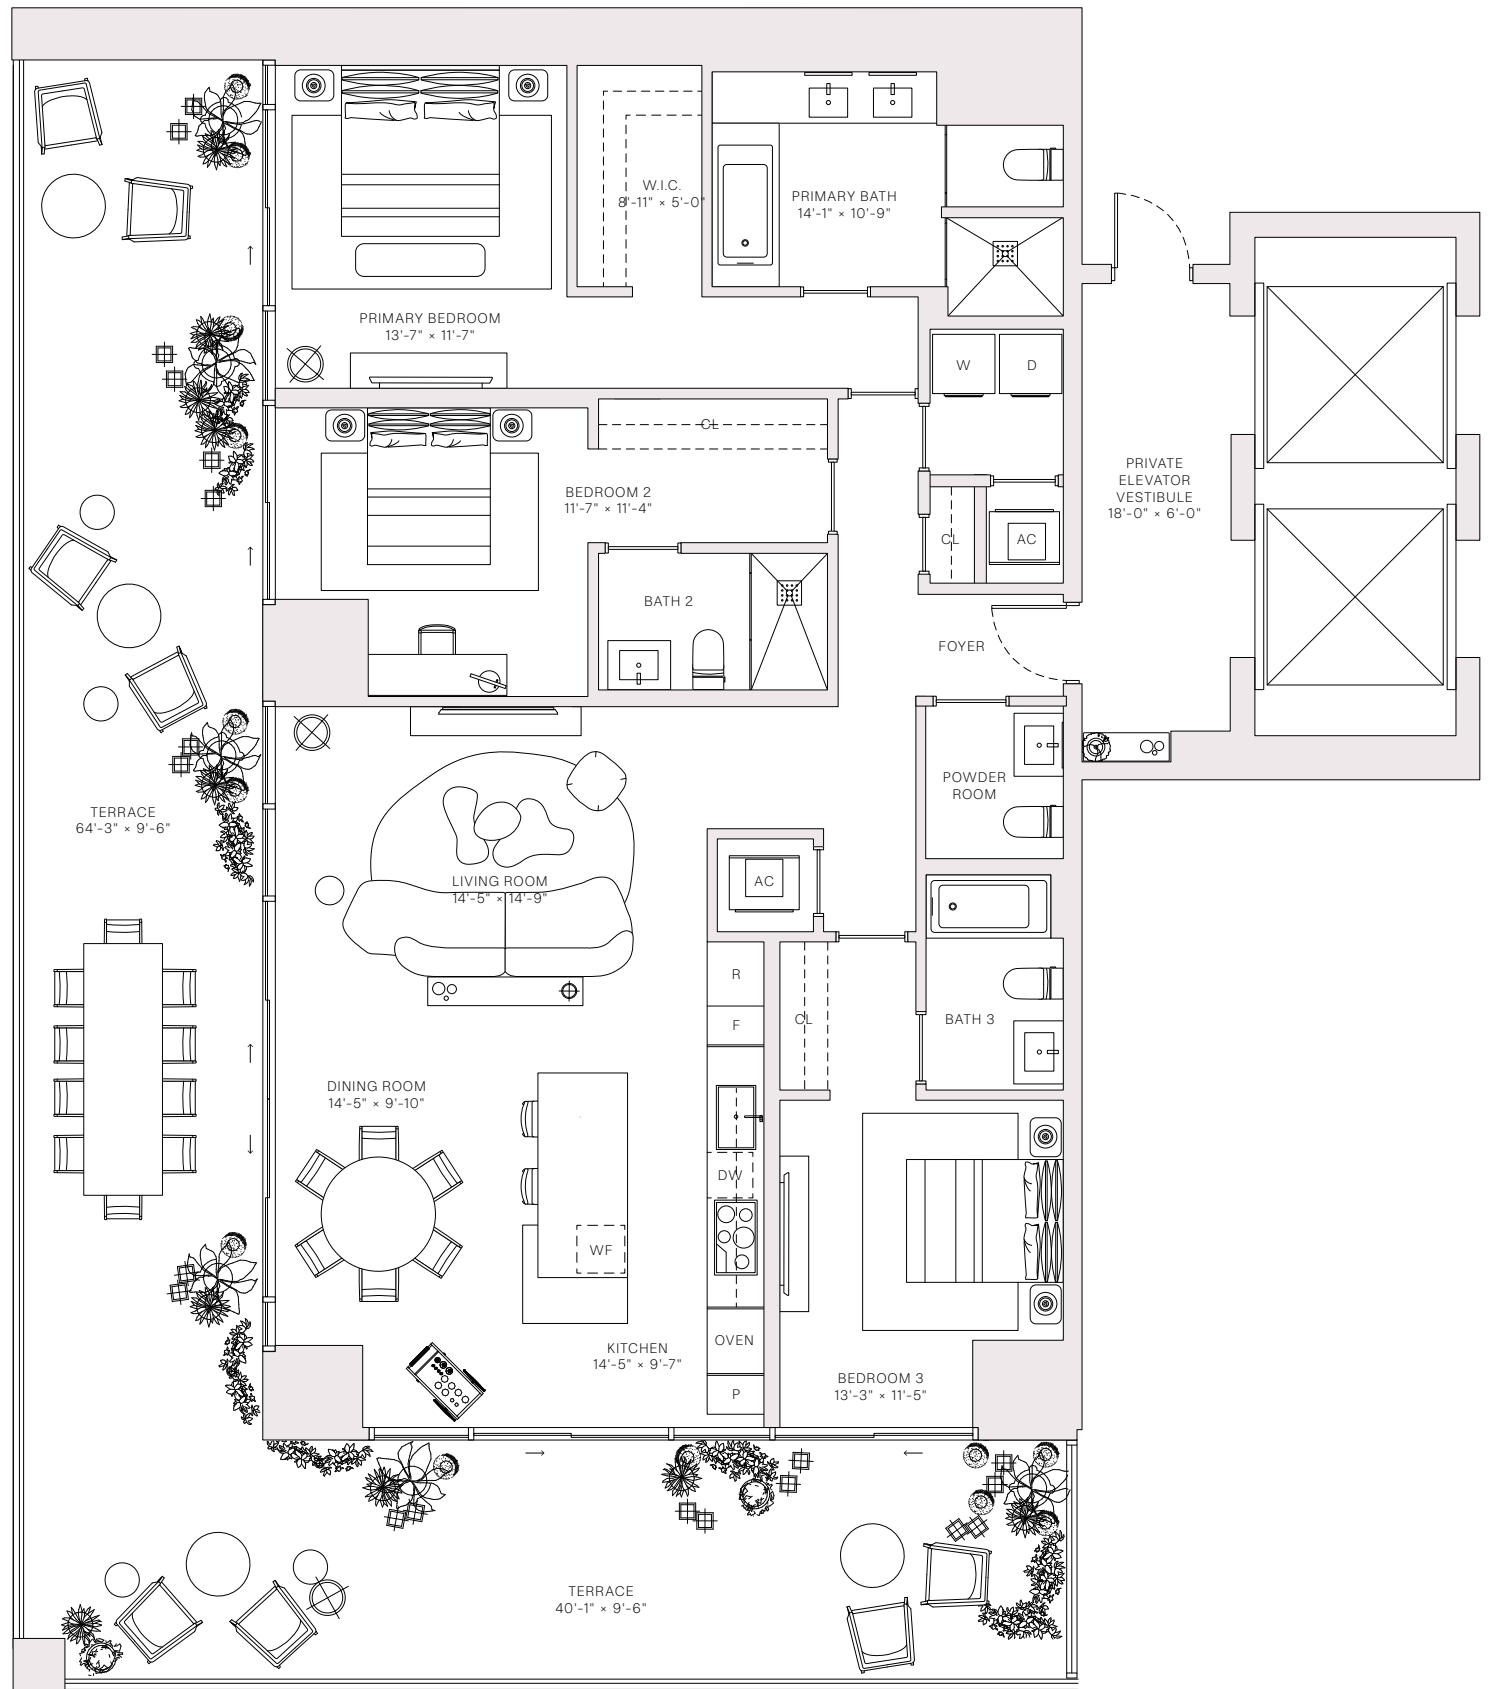 W.I.C.
8'-11" × 5'-0"
PRIMARY BATH
14'-1" × 10'-9"
PRIMARY BEDROOM
13'-7" × 11'-7"
W
D
CL
BEDROOM 2
11'-7" × 11'-4"
PRIVATE
ELEVATOR
VESTIBULE
18'-0" × 6'-0"
CL
AC
BATH 2
FOYER
POWDER
ROOM
TERRACE
64'-3" × 9'-6"
LIVING ROOM
14'-5" × 14'-9"
AC
R
F
CL
BATH 3
DINING ROOM
14'-5" × 9'-10"
DW
WF
KITCHEN
14'-5" × 9'-7"
OVEN
P
BEDROOM 3
13'-3" × 11'-5"
TERRACE
40'-1" × 9'-6"